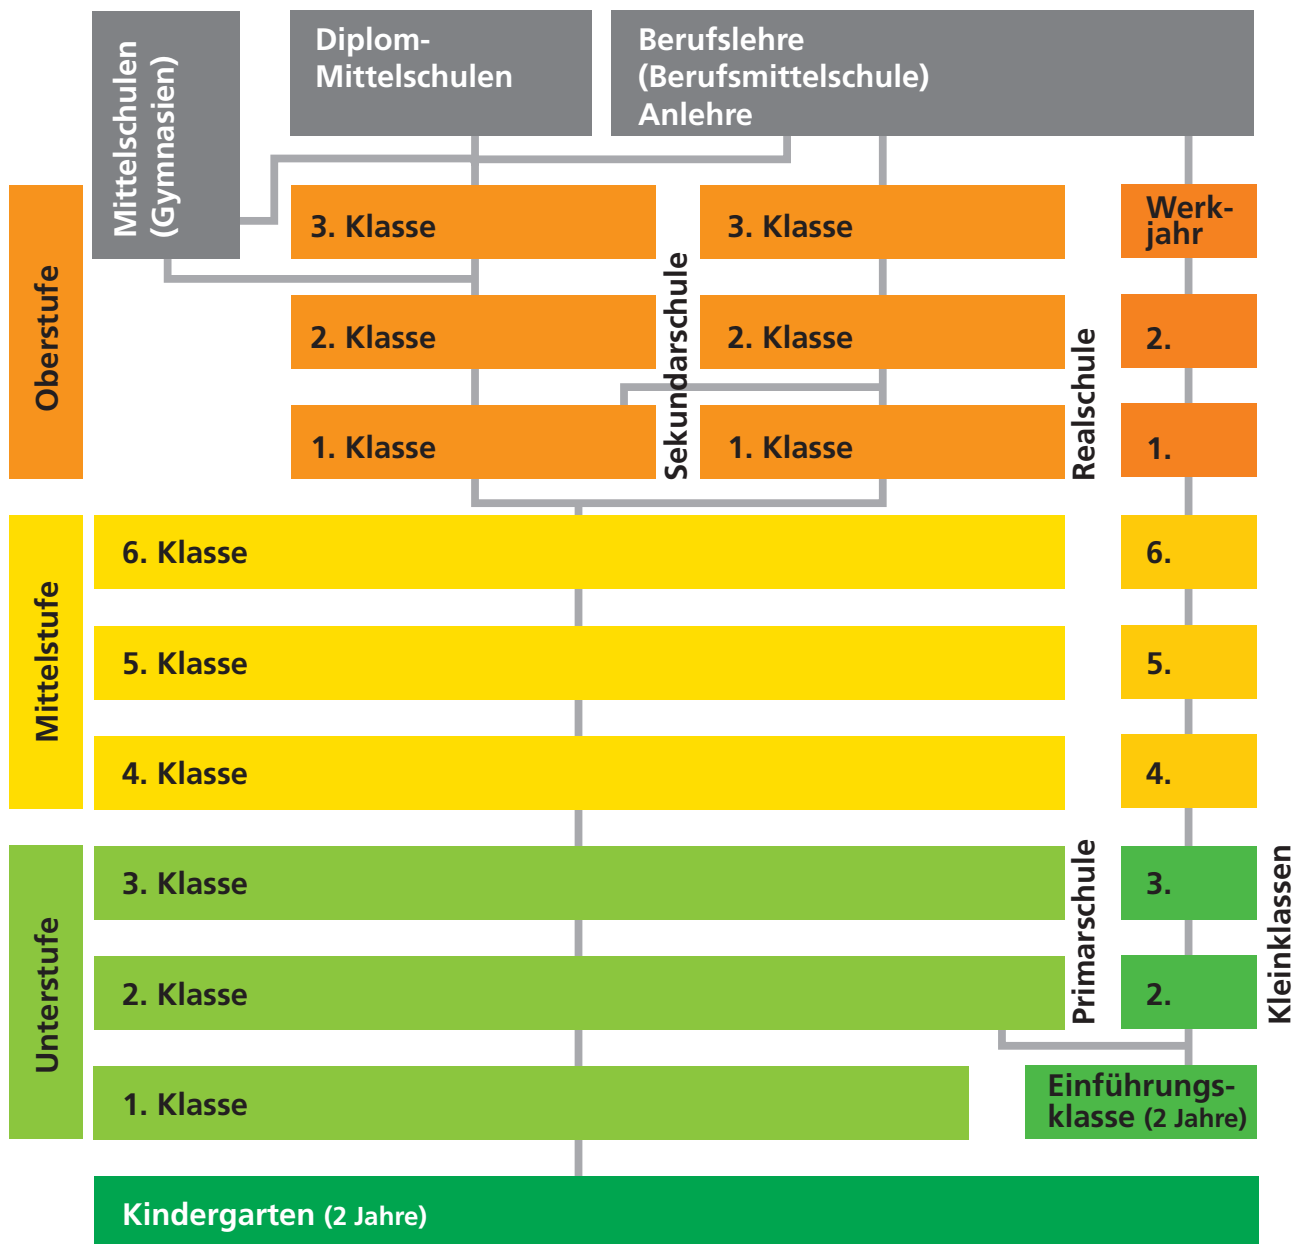 Mittelschulen
(Gymnasien)
Diplom-
Mittelschulen
Berufslehre
(Berufsmittelschule)
Anlehre
Oberstufe
3. Klasse
3. Klasse
Werk-
jahr
2. Klasse
2. Klasse
2.
1. Klasse
Sekundarschule
1. Klasse
Realschule
1.
Mittelstufe
6. Klasse
6.
5. Klasse
5.
4. Klasse
4.
Unterstufe
3. Klasse
3.
2. Klasse
Primarschule
2.
Kleinklassen
1. Klasse
Einführungs-
klasse (2 Jahre)
Kindergarten (2 Jahre)